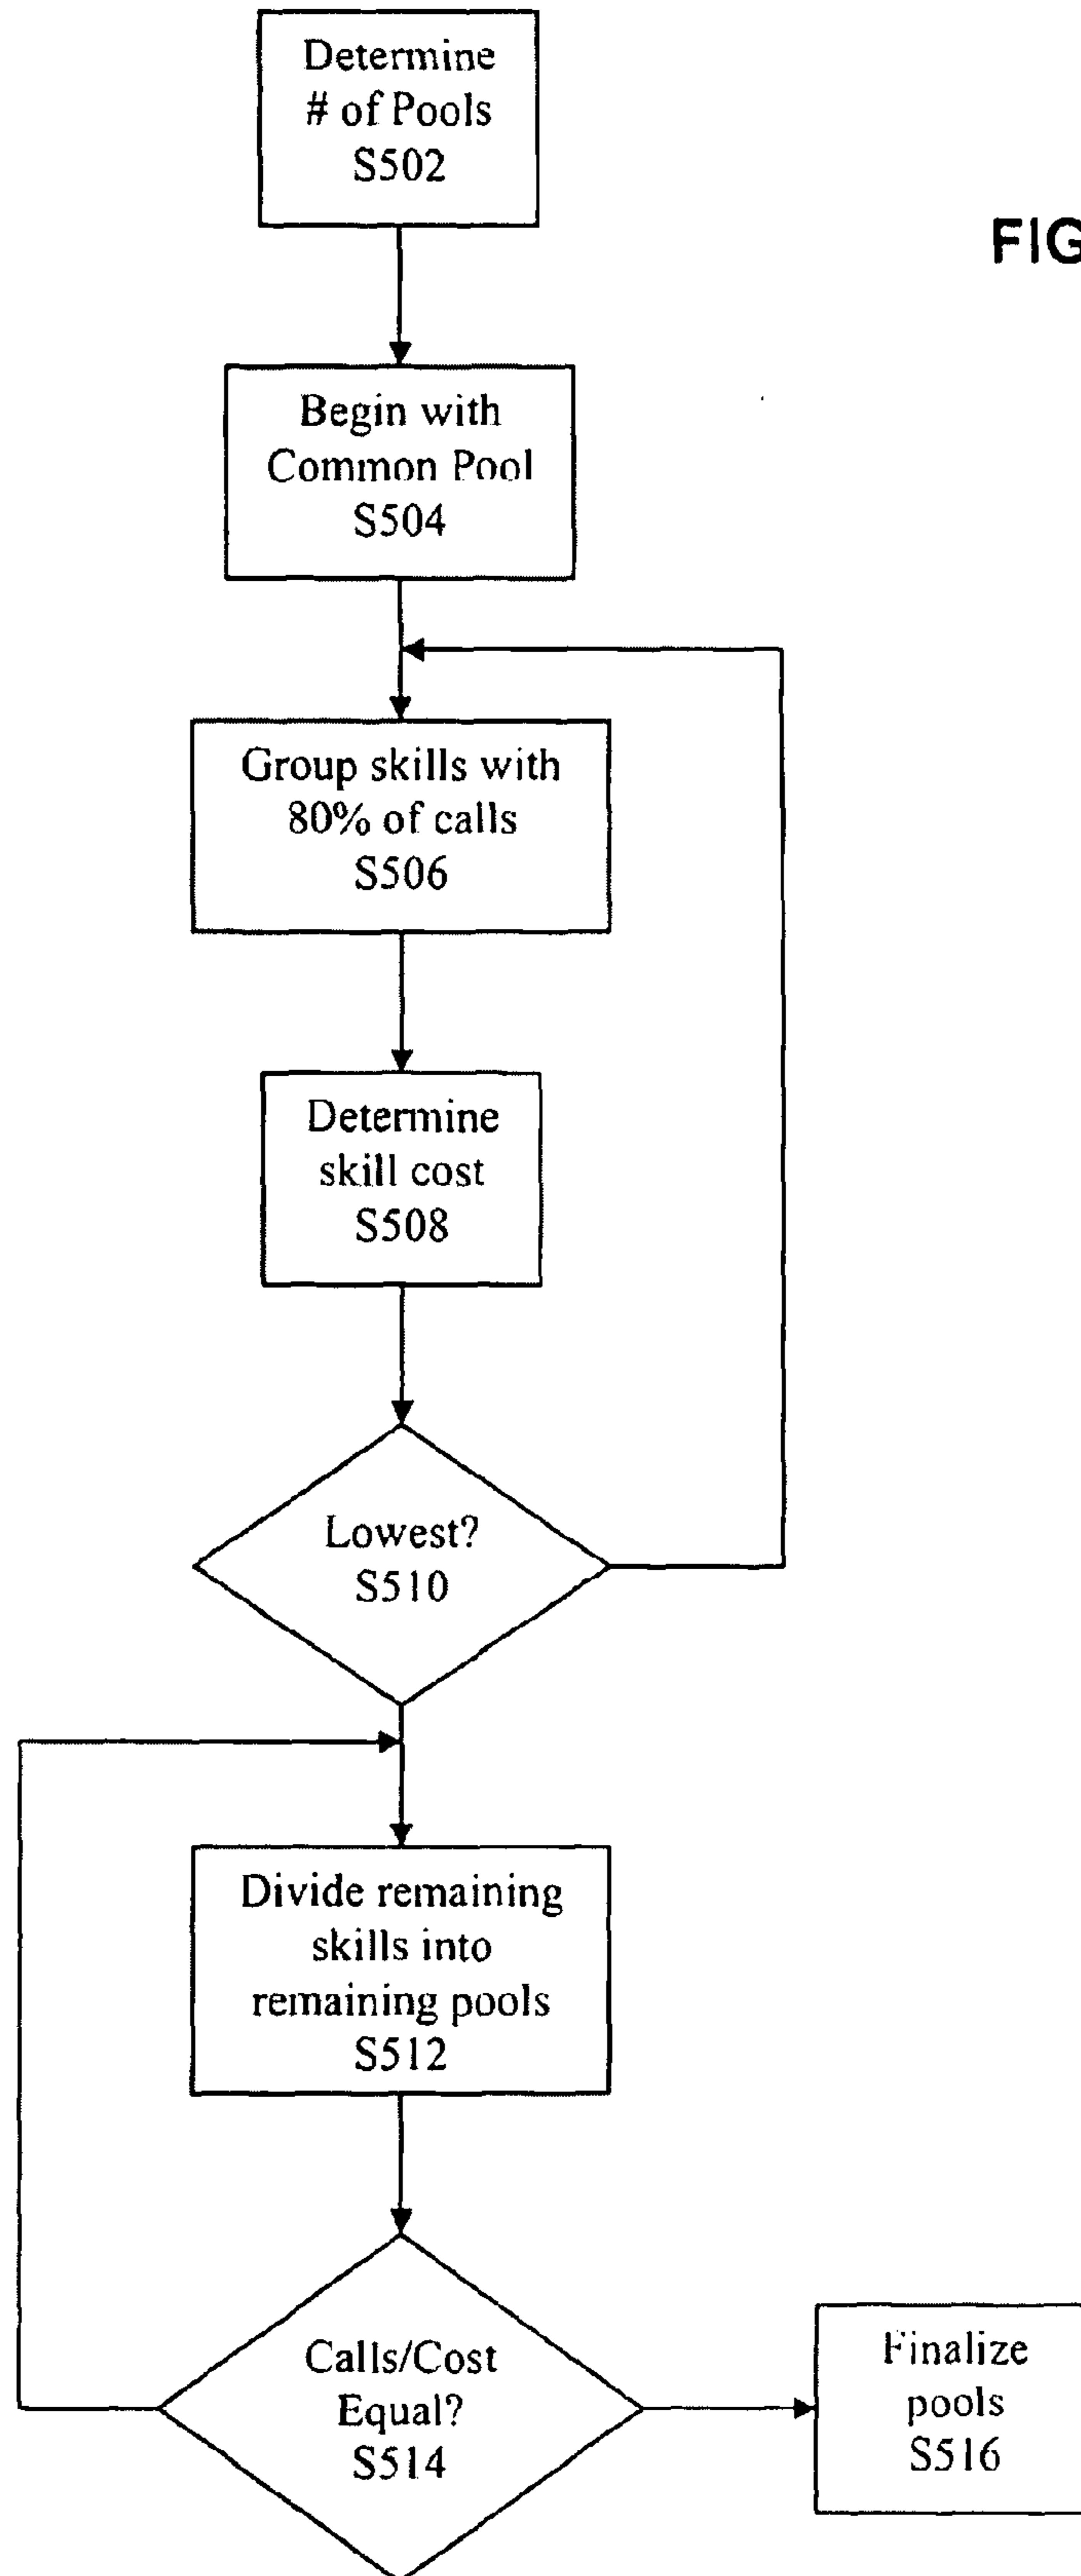 Determine
# of Pools
S502
FIG
Begin with
Common Pool
S504
Group skills with
80% of calls
S506
Determine
skill cost
S508
Lowest?
S510
Divide remaining
skills into
remaining pools
S512
Calls/Cost
Equal?
S514
Finalize
pools
S516